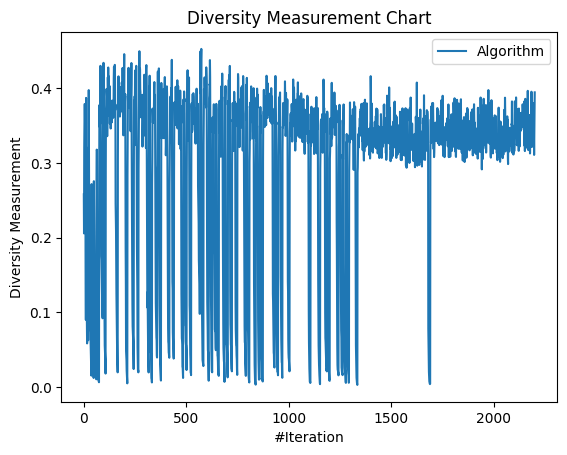 Diversity Measurement Chart
Algorithm
Diversity Measurement
0.4
0.3
0.2
0.1
0.0
0
500
1000
1500
2000
#Iteration